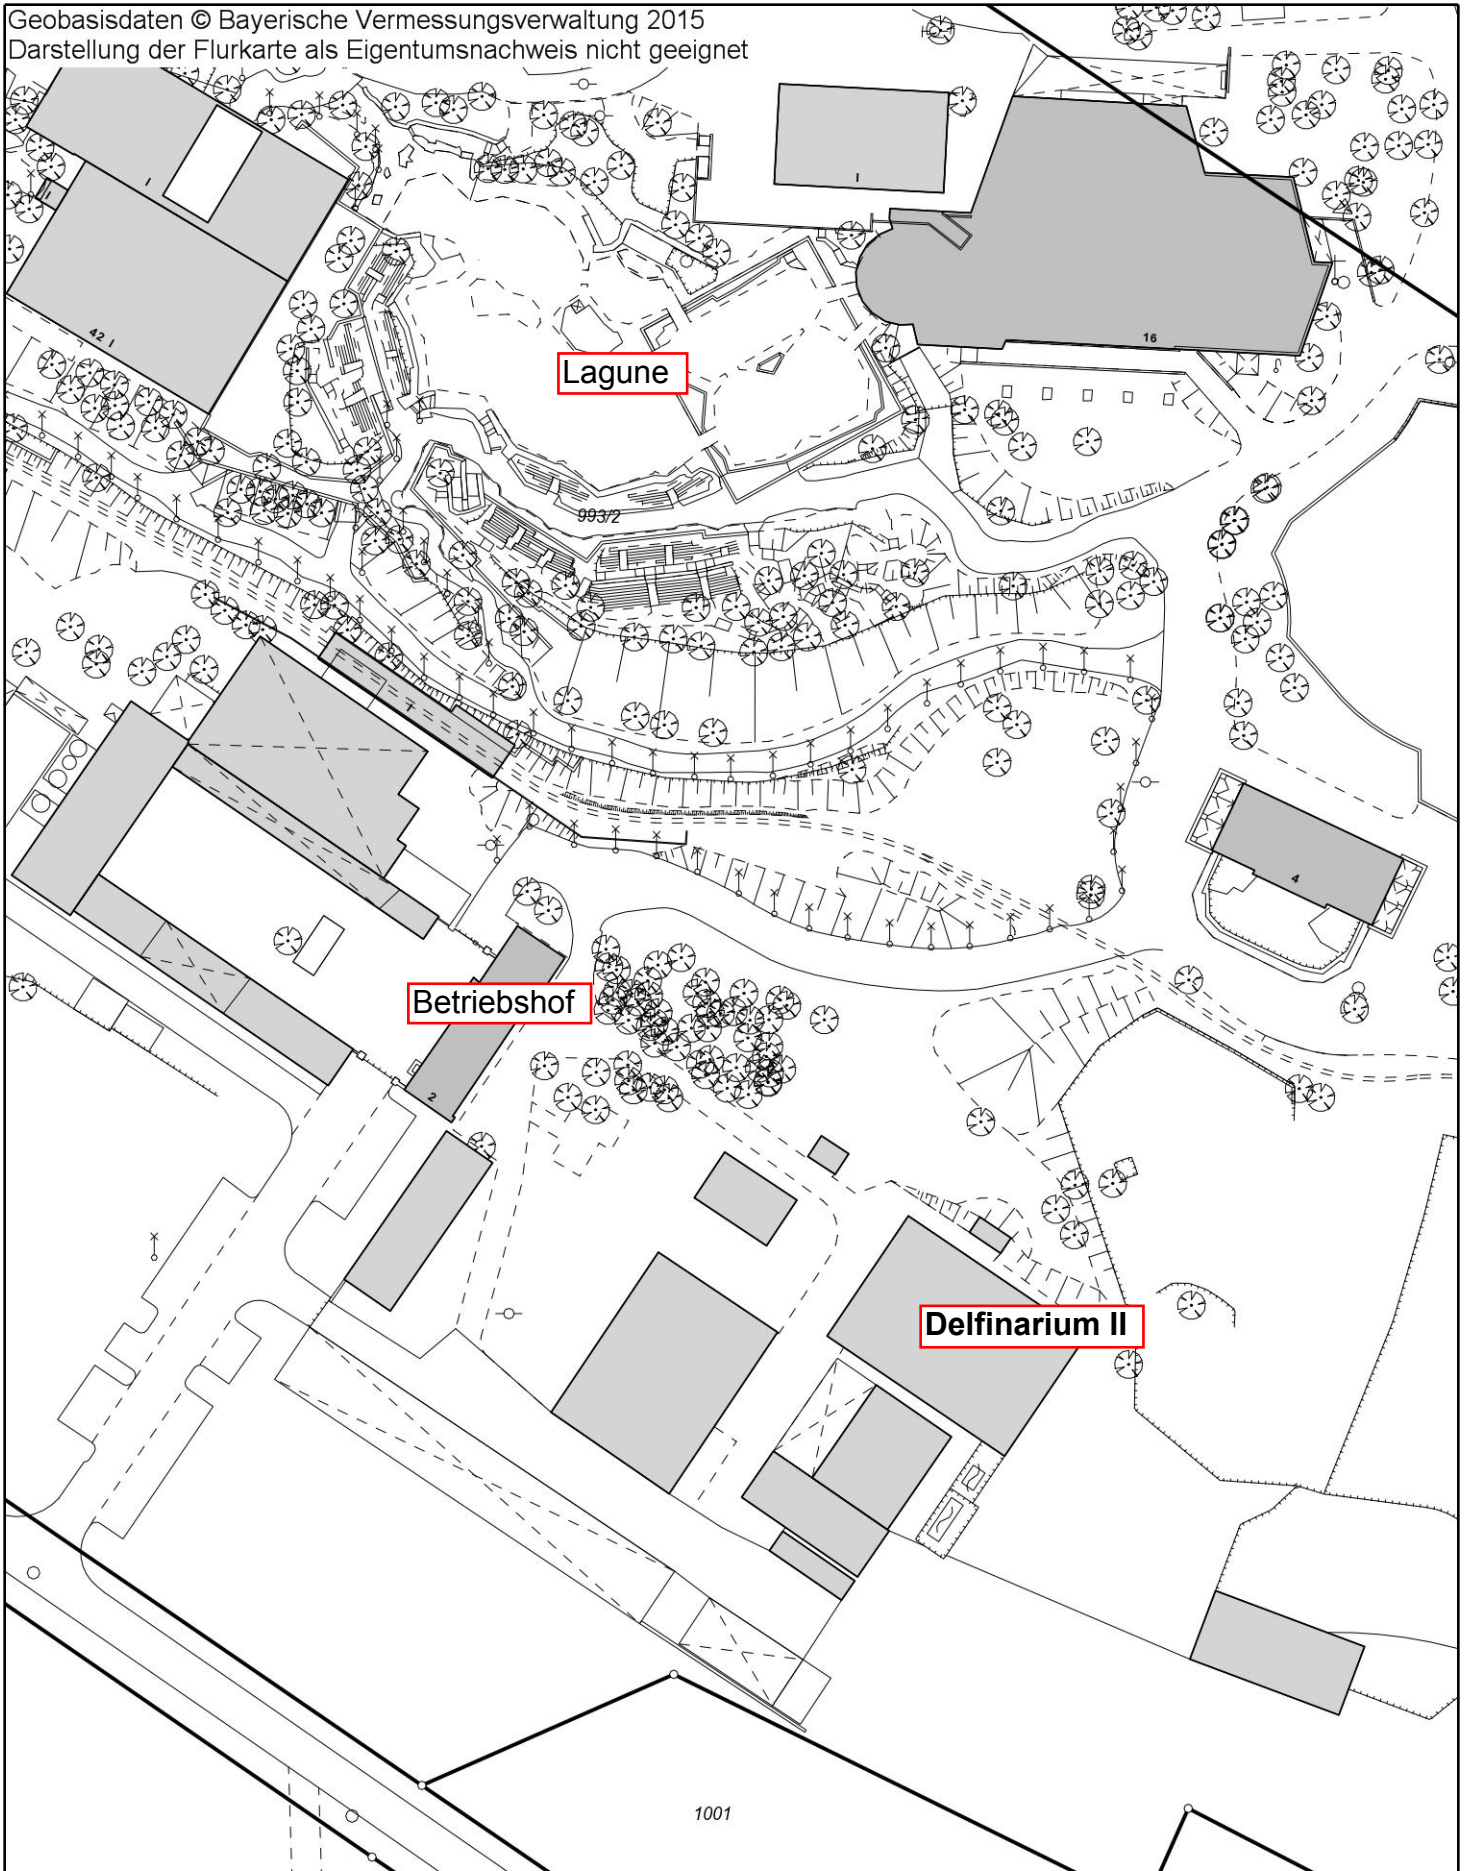 Geobasisdaten © Bayerische Vermessungsverwaltung 2015
Darstellung der Flurkarte als Eigentumsnachweis nicht geeignet
I
I
42 I
16
Lagune
993/2
4
Betriebshof
2
Delfinarium II
1001